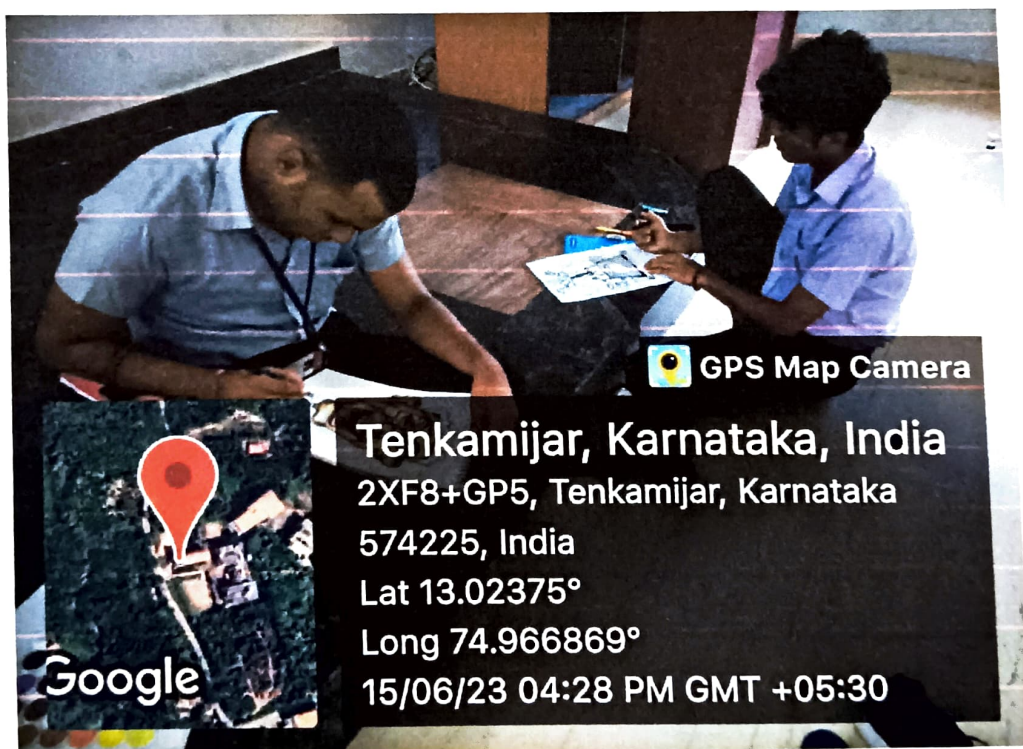 GPS Map Camera
Tenkamijar, Karnataka, India
2XF8+GP5, Tenkamijar, Karnataka
574225, India
Lat 13.02375°
Long 74.966869°
15/06/23 04:28 PM GMT +05:30
Google